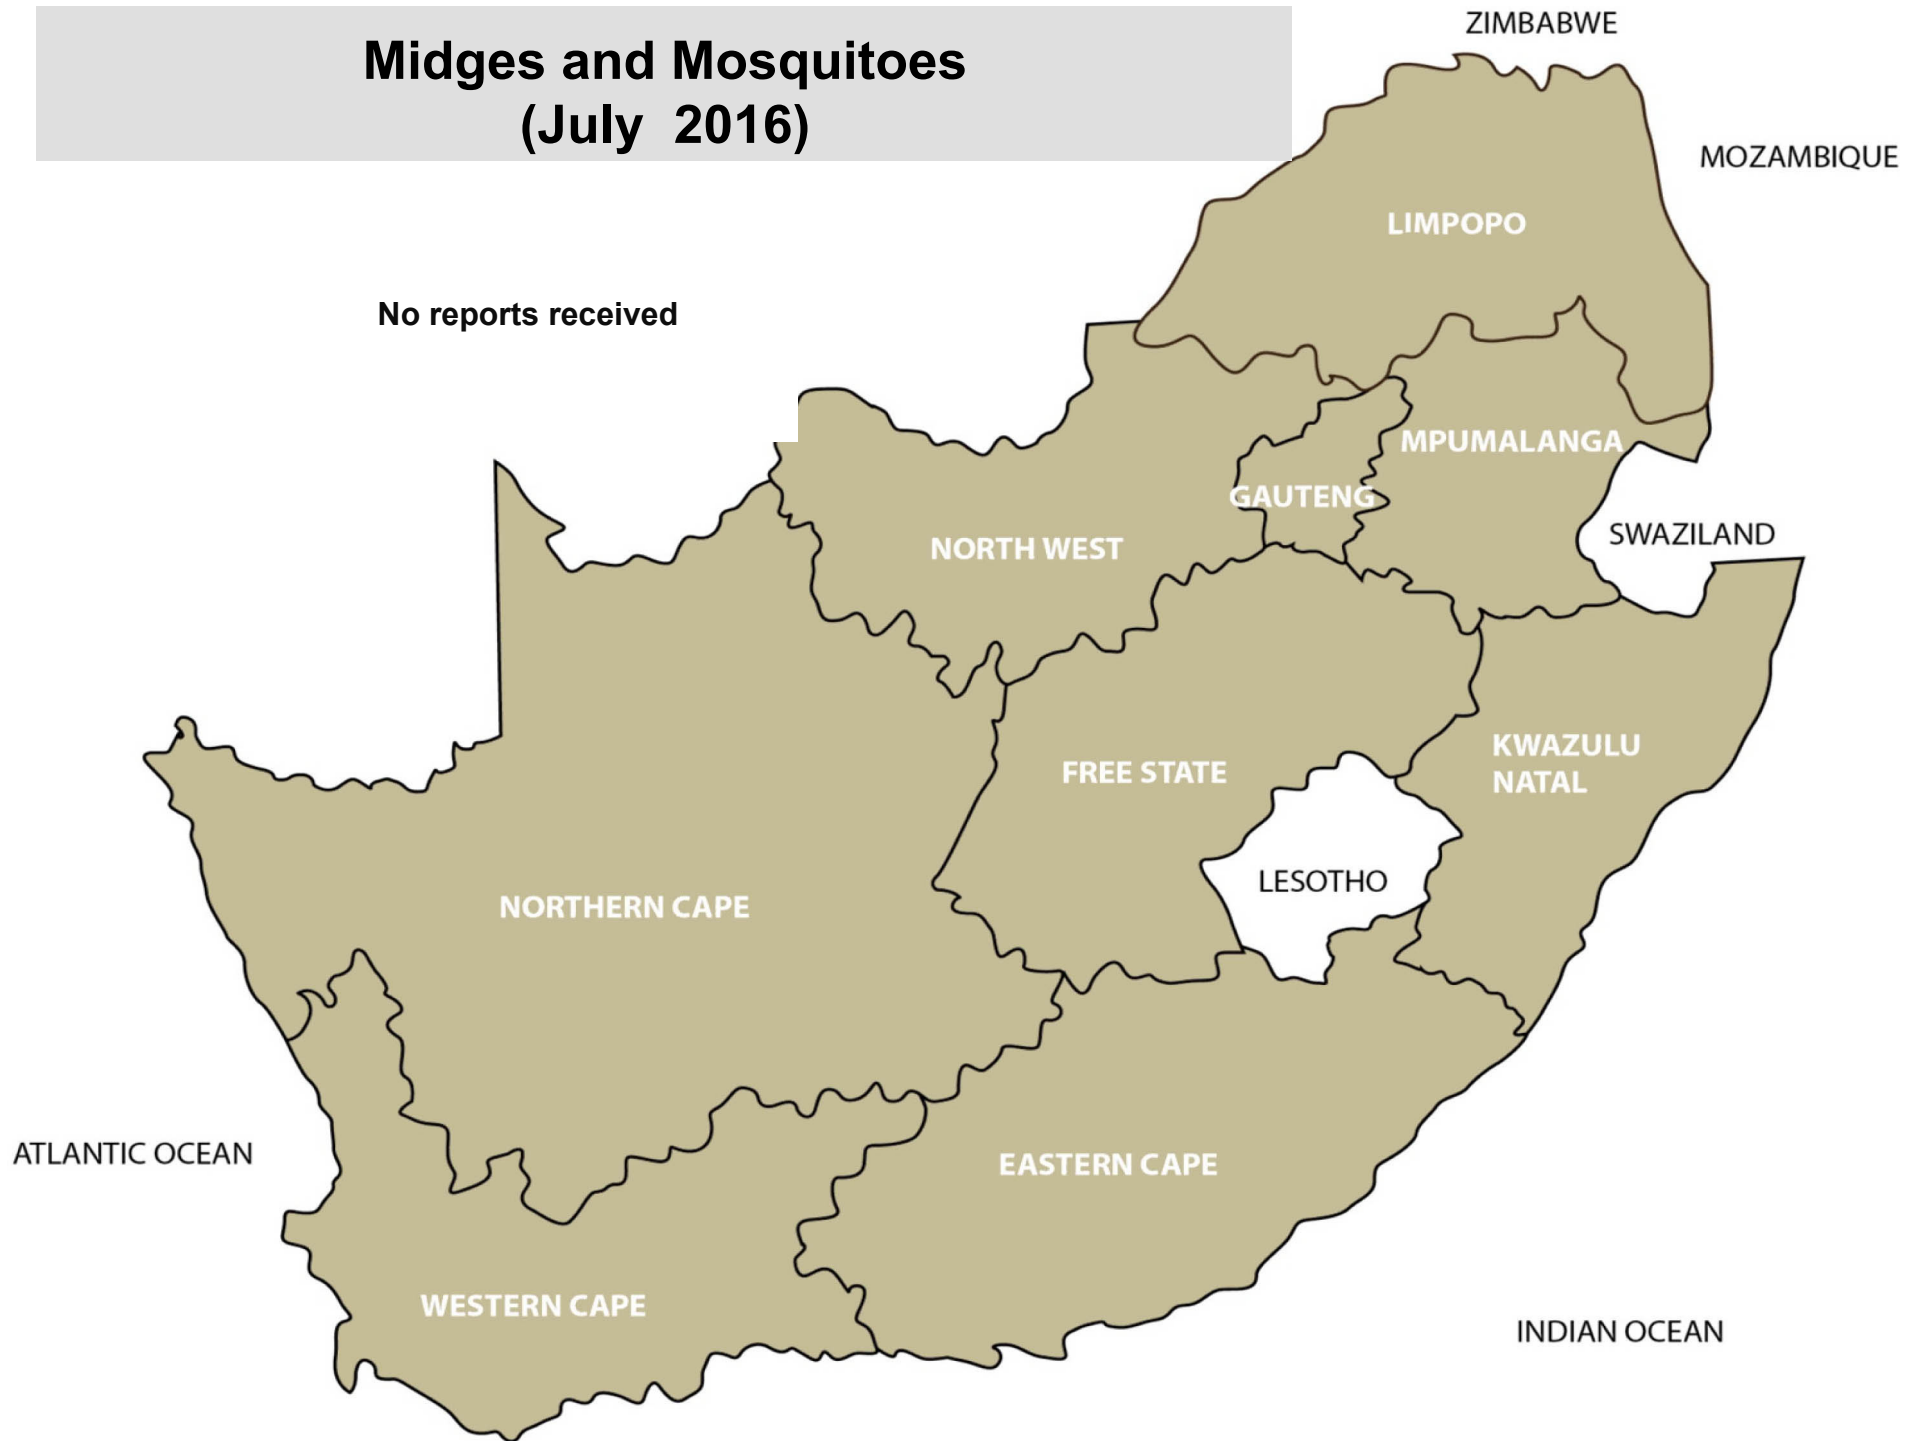 Midges and Mosquitoes
(July 2016)
ZIMBABWE
MOZAMBIQUE
LIMPOPO
No reports received
MPUMALANGA
GAUTENG
SWAZILAND
NORTH WEST
KWAZULU
NATAL
FREE STATE
LESOTHO
NORTHERN CAPE
ATLANTIC OCEAN
EASTERN CAPE
WESTERN CAPE
INDIAN OCEAN